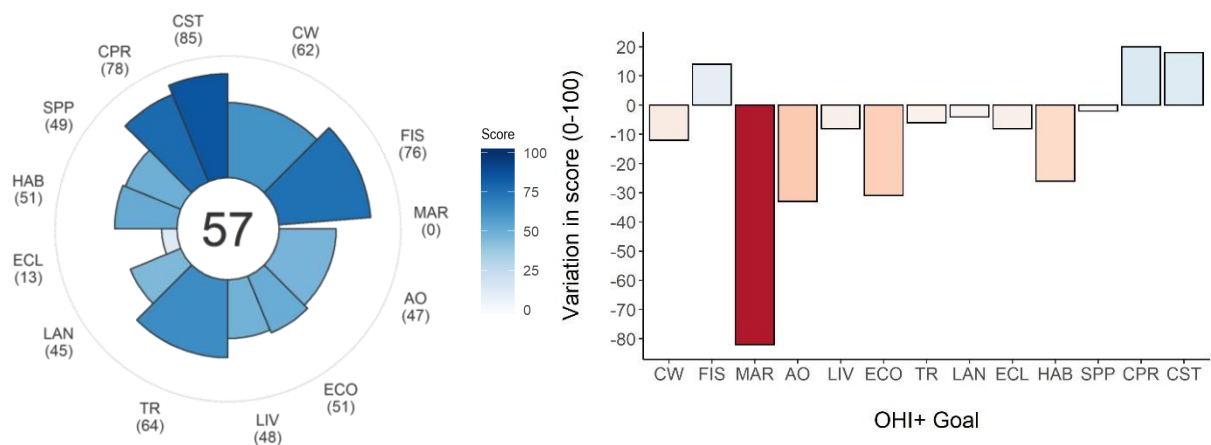 CST
(85)
CW
(62)
CPR
(78)
SPP
(49)
FIS
(76)
HAB
(51)
MAR
(0)
57
ECL
(13)
AO
(47)
LAN
(45)
ECO
(51)
TR
(64)
LIV
(48)
Score
100
75
50
25
0
Variation in score (0-100)
20
10
0
-10
-20
-30
-40
-50
-60
-70
-80
CW FIS MAR AO LIV ECO TR LAN ECL HAB SPP CPR CST
OHI+ Goal